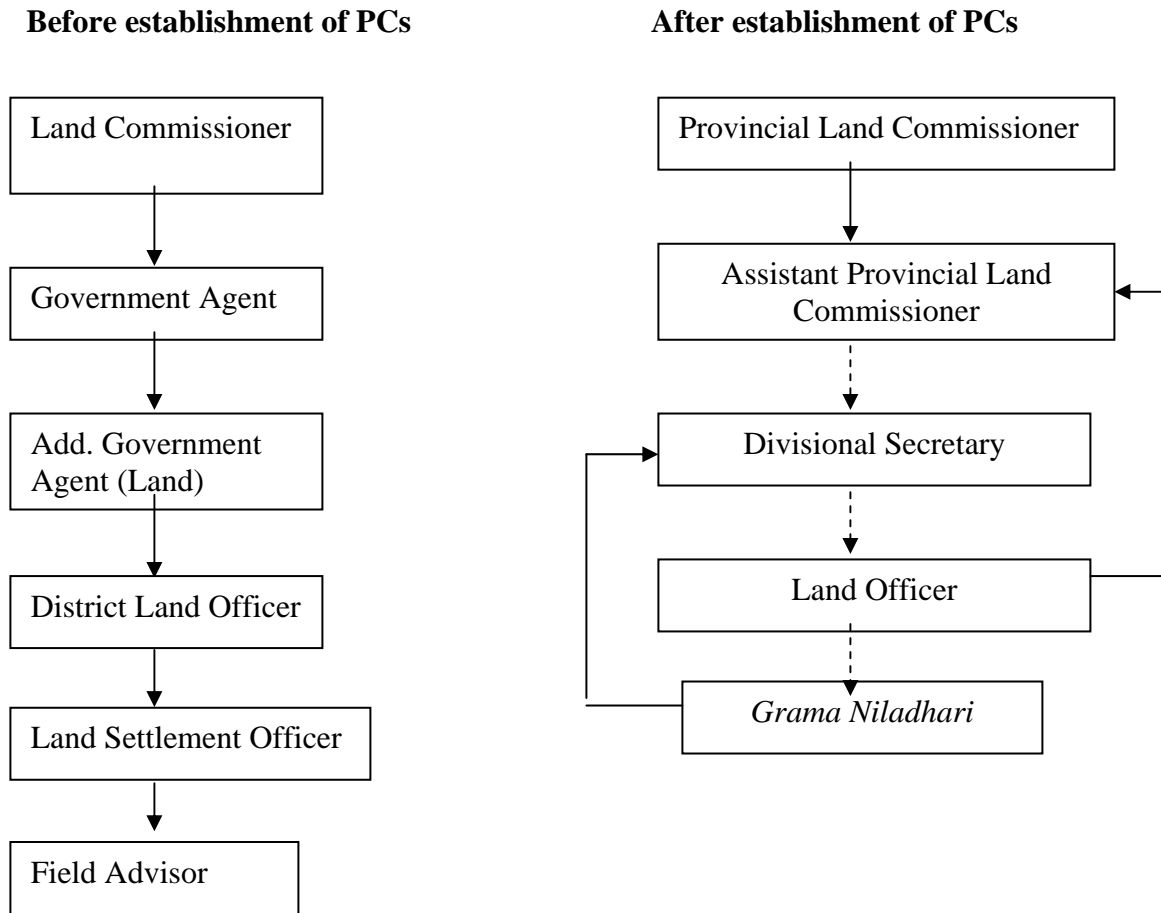 Before establishment of PCs
Land Commissioner
Government Agent
Add. Government
Agent (Land)
District Land Officer
Land Settlement Officer
Field Advisor
After establishment of PCs
Provincial Land Commissioner
Assistant Provincial Land
Commissioner
Divisional Secretary
Land Officer
Grama Niladhari